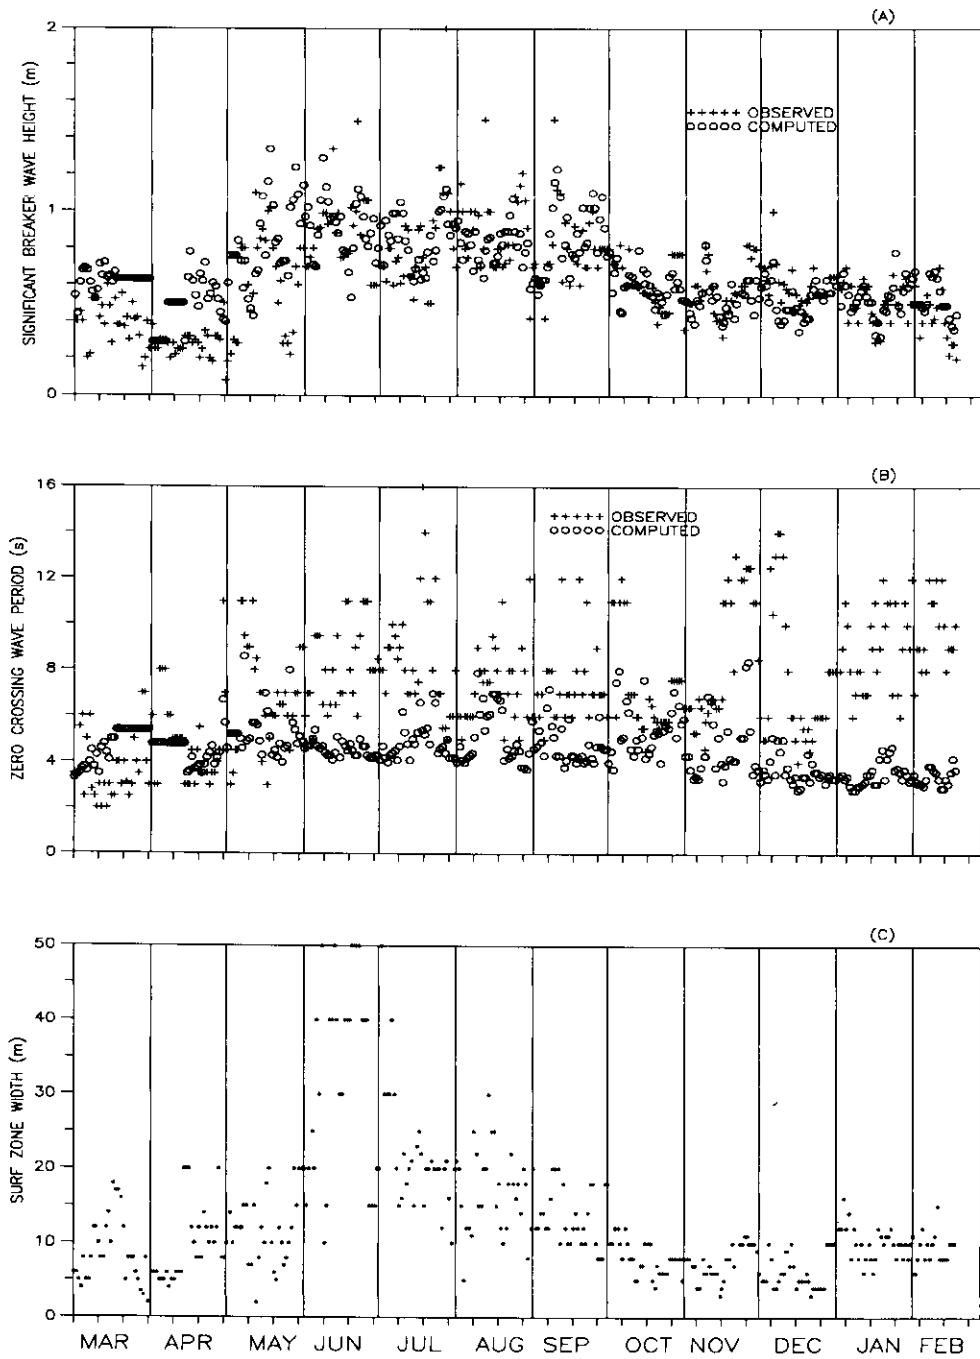 (A)
2
1
0
SIGNIFICANT BREAKER WAVE HEIGHT (m)
+++++ OBSERVED
OOOOO COMPUTED
(B)
16
12
8
4
0
ZERO CROSSING WAVE PERIOD (s)
+++++ OBSERVED
OOOOO COMPUTED
(C)
50
40
30
20
10
0
SURF ZONE WIDTH (m)
MAR APR MAY JUN JUL AUG SEP OCT NOV DEC JAN FEB